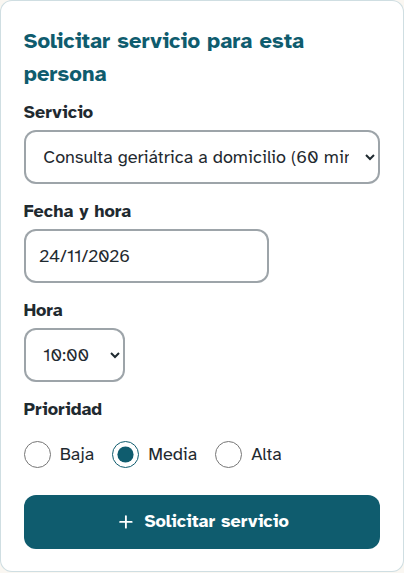 Solicitar servicio para esta
persona
Servicio
Consulta geriátrica a domicilio (60 mir
Fecha y hora
24/11/2026
Hora
10:00
Prioridad
Baja
Media
Alta
+ Solicitar servicio